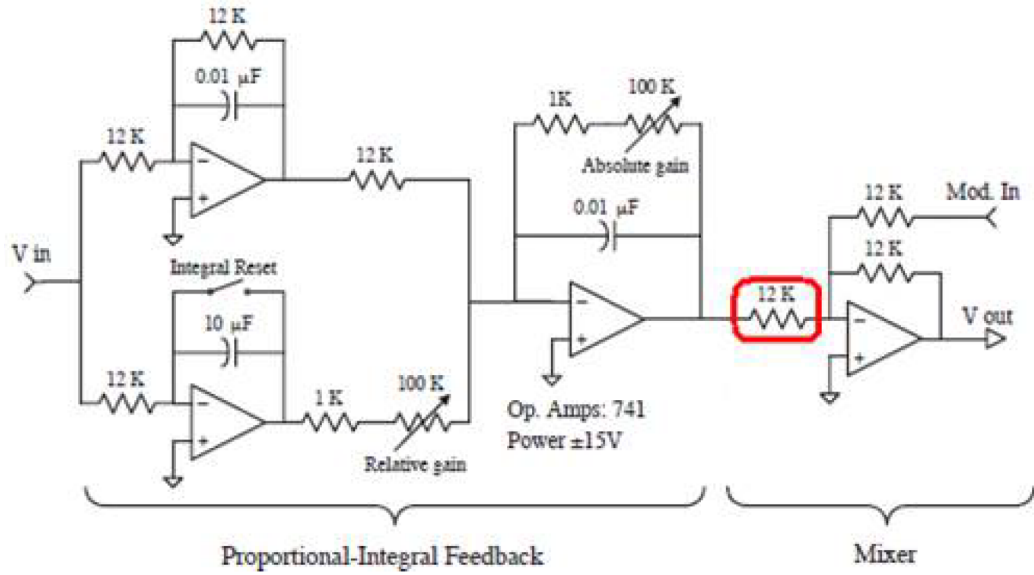 12 K
0.01 µF
12 K
12 K
V in
Integral Reset
10 µF
12 K
1 K
100 K
Relative gain
1K
100 K
Absolute gain
0.01 µF
Op. Amps: 741
Power ±15V
12 K
Mod. In
12 K
12 K
V out
Proportional-Integral Feedback
Mixer